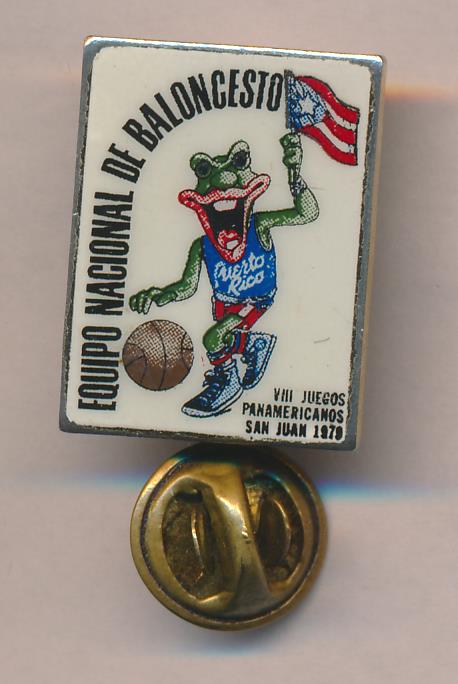 EQUIPO NACIONAL DE BALONCESTO
Puerto
Rico
VIII JUEGOS
PANAMERICANOS
SAN JUAN 1979